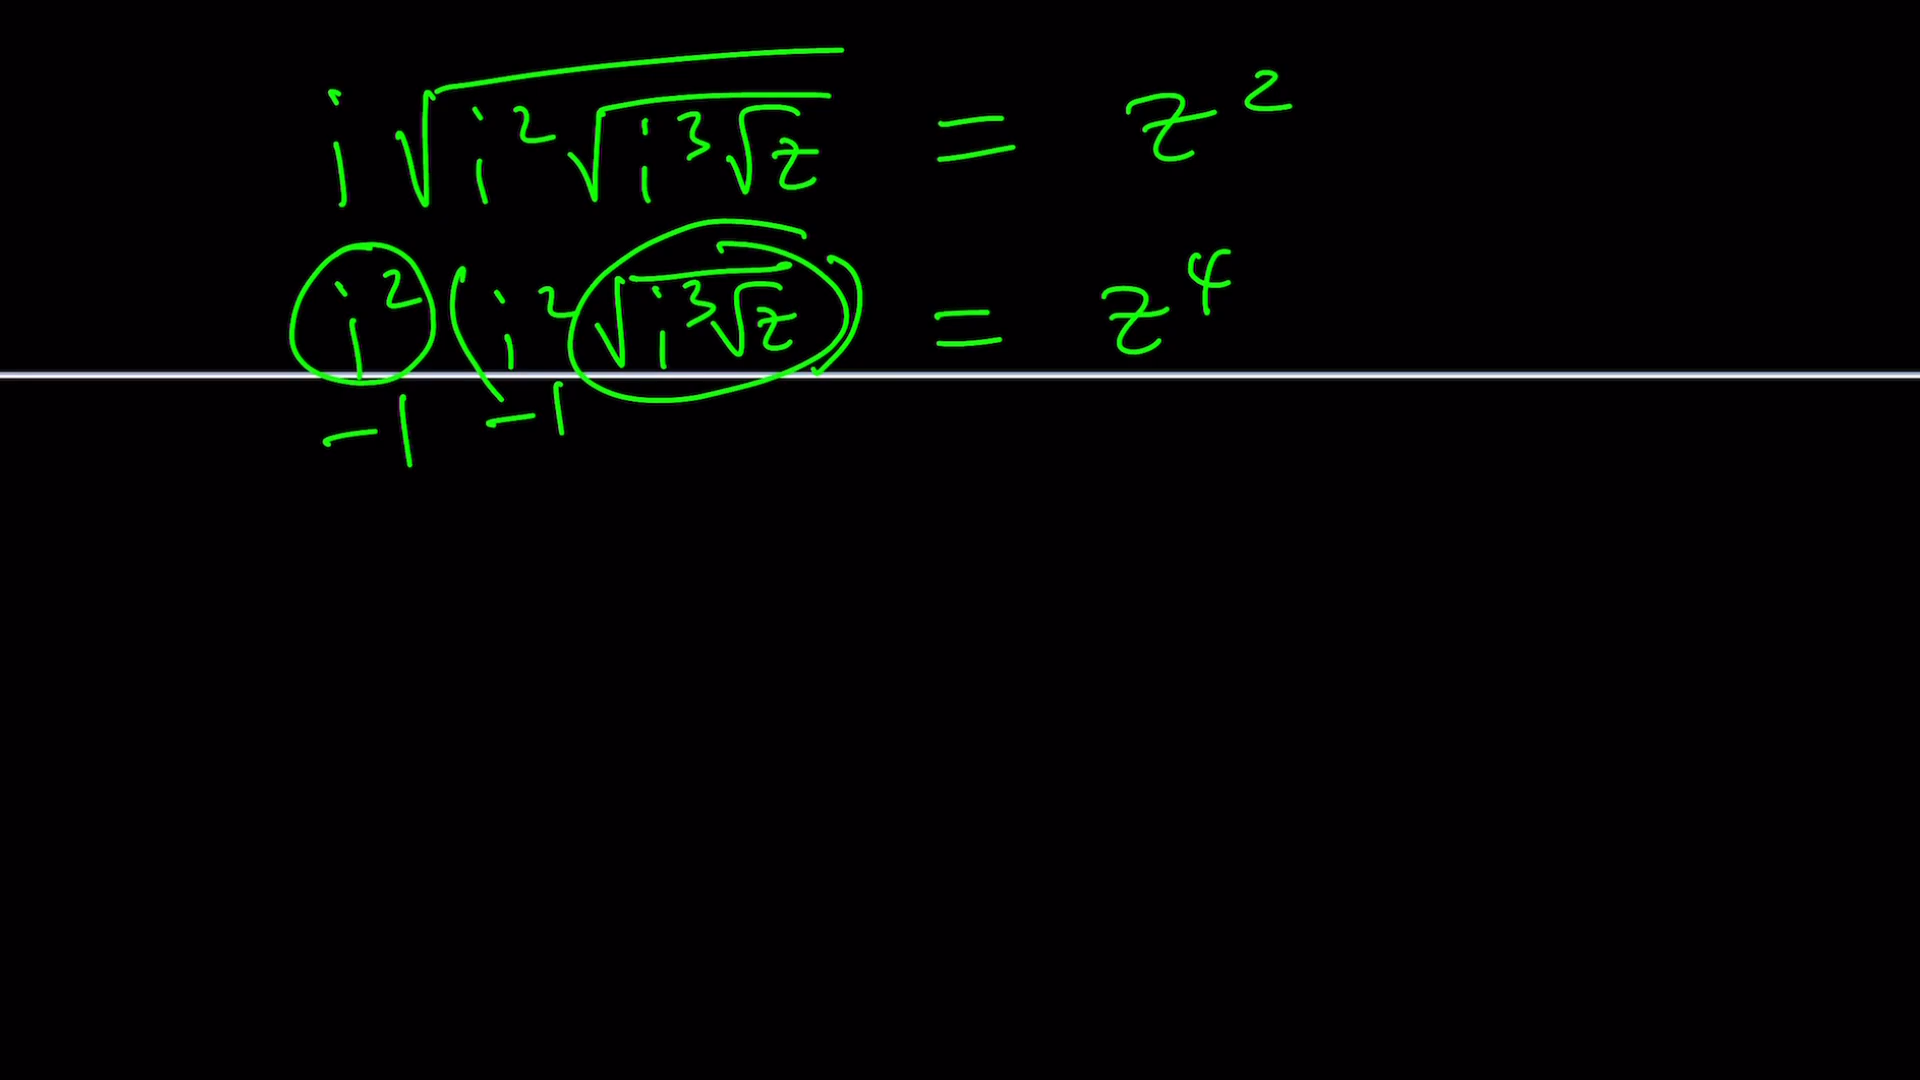 i√(i²√(i³√z)) = z²
i²(i²√(i³√z)) = z⁴
-1 -1